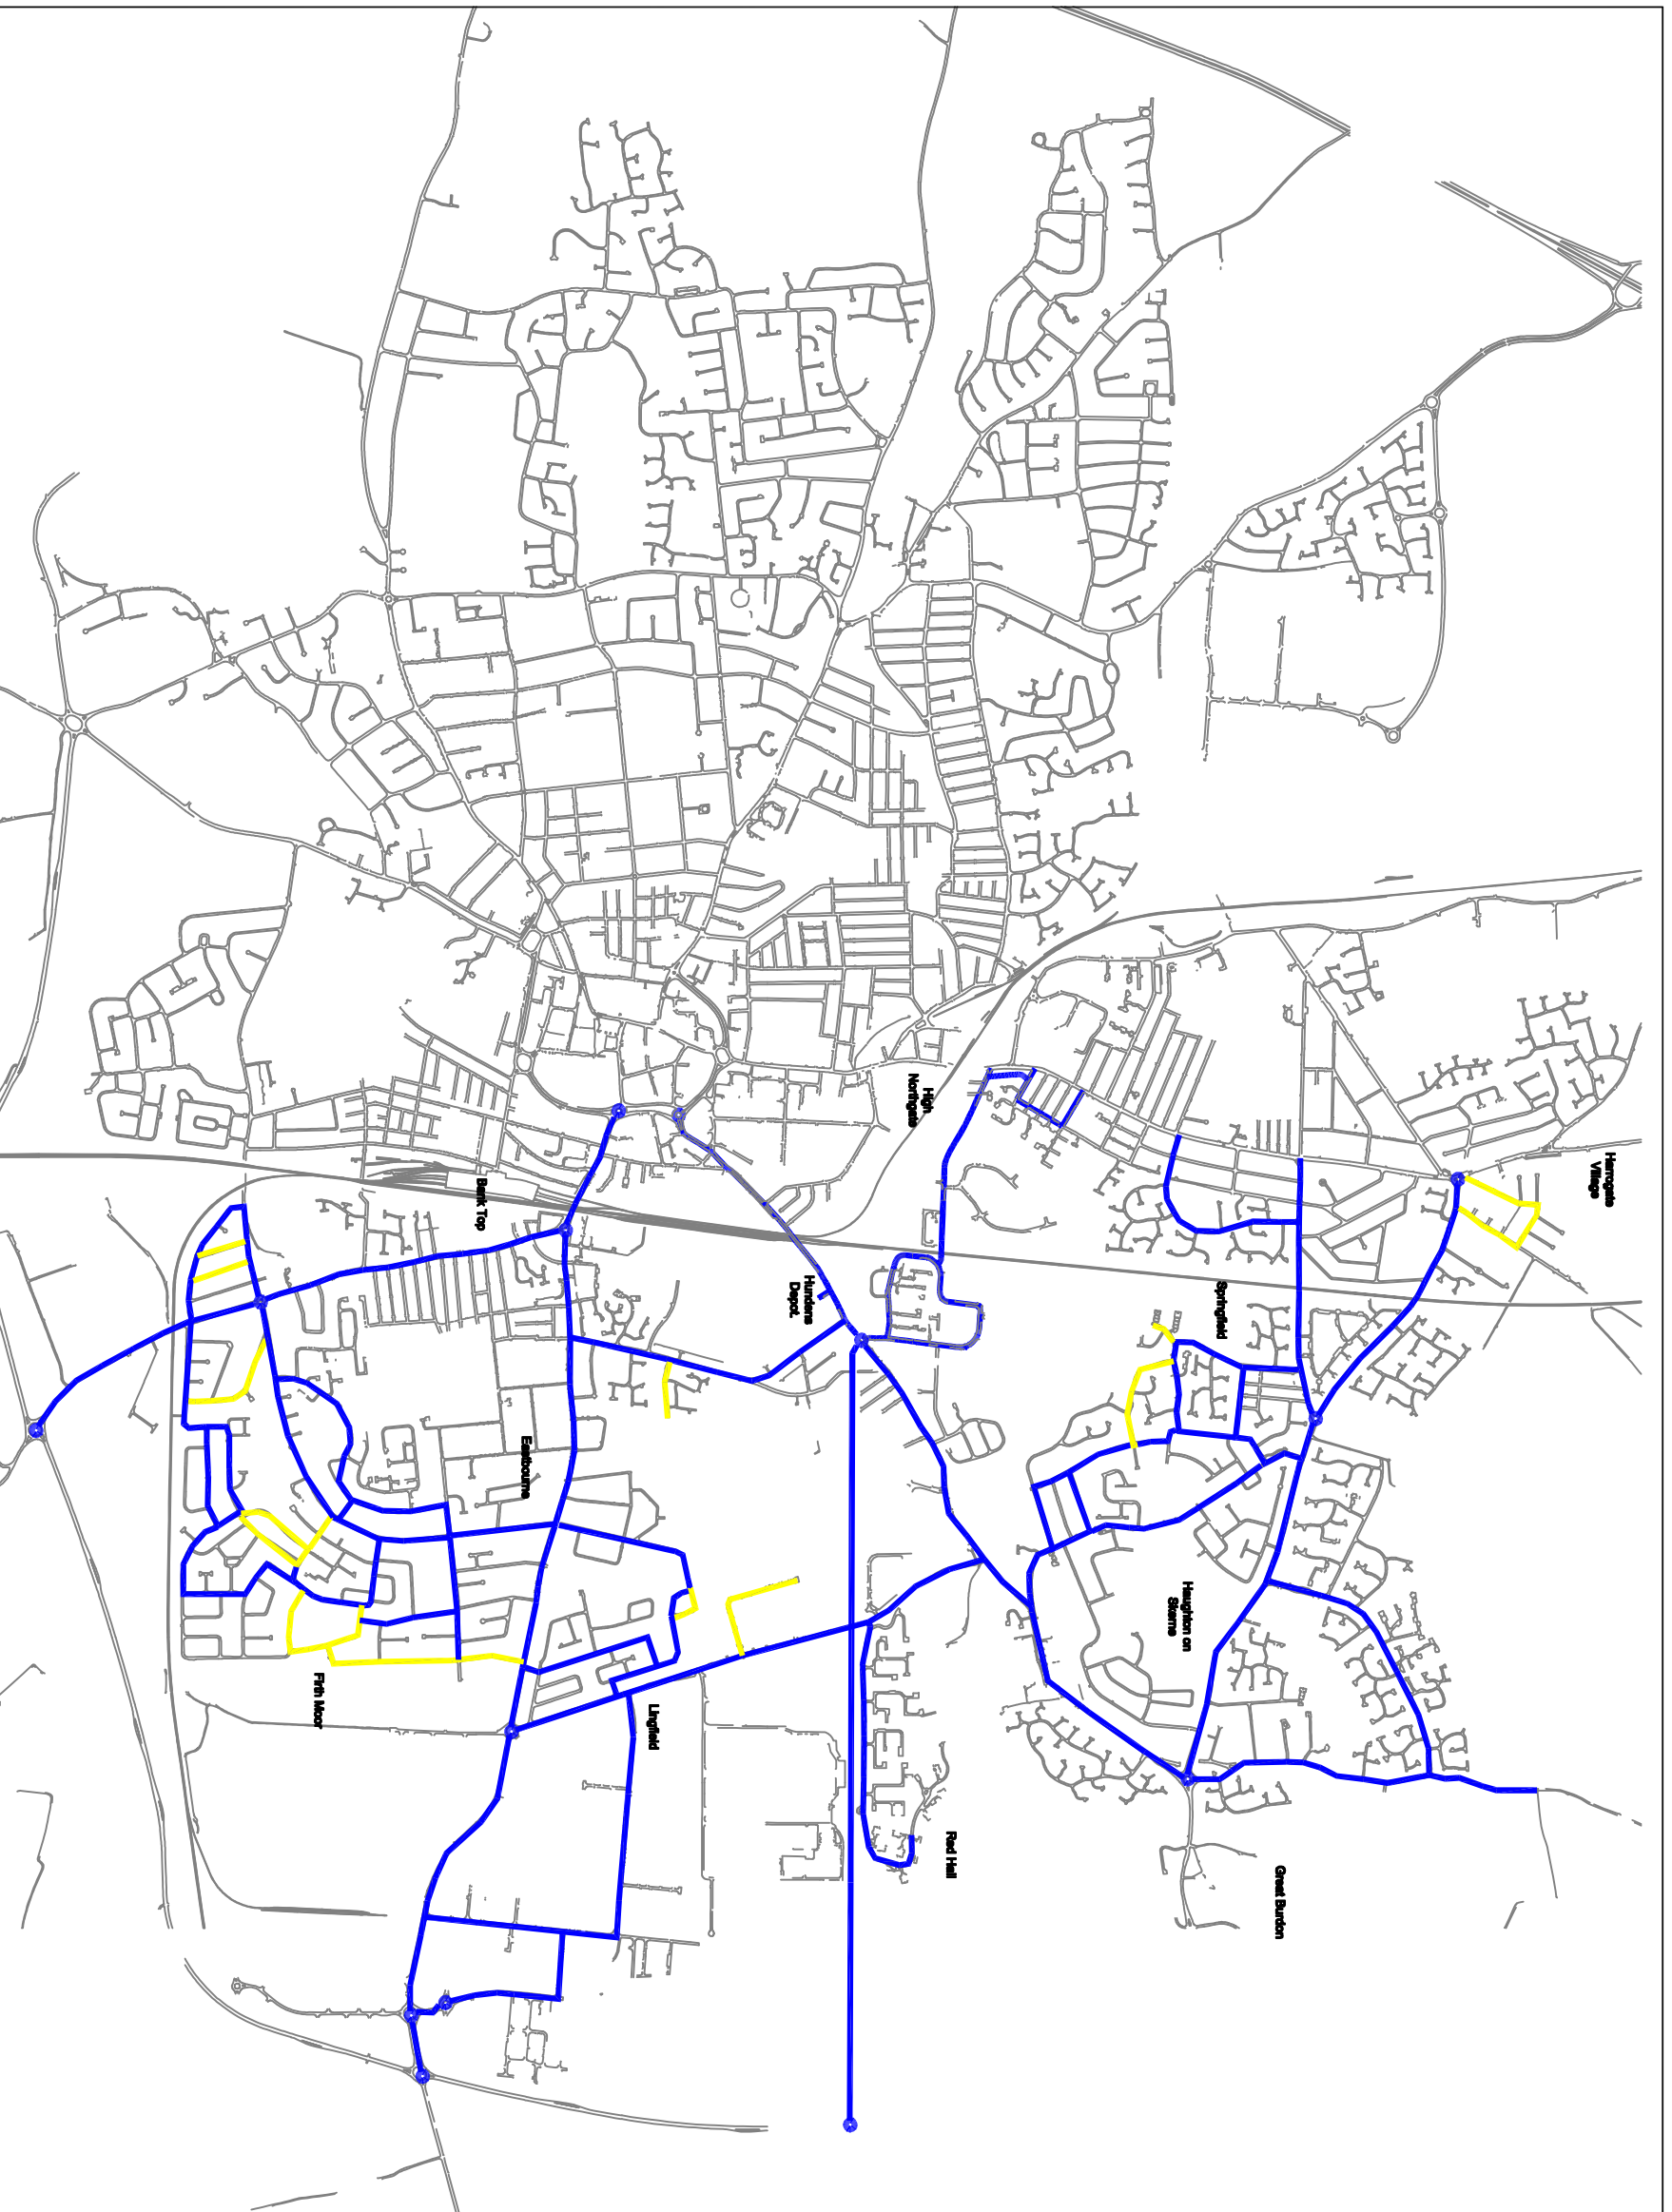 Harrogate
Village
High
Northgate
Bank Top
Hundens
Depot.
Springfield
Eastbourne
Haughton on
Skerne
Firth Moor
Lingfield
Red Hall
Great Burdon